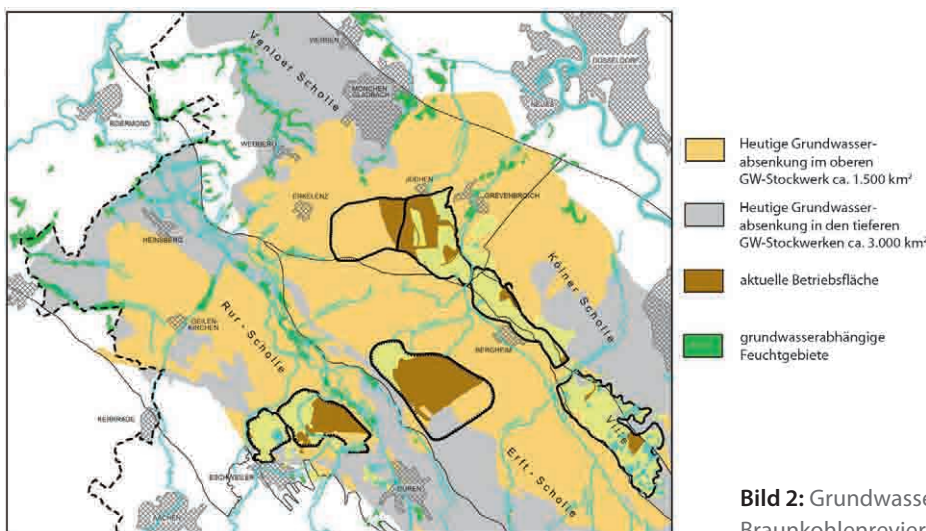 Venloer Scholle
VIERSEN
DÜSSELDORF
MÖNCHEN
GLADBACH
NEUSS
WEGBERG
ERKELENZ
JÜCHEN
GREVENBROICH
HEINSBERG
Kölner Scholle
Rur-Scholle
GEILEN-
KIRCHEN
BERGHEIM
KERKRADE
Ville
Erft-Scholle
ESCHWEILER
DÜREN
AACHEN
Heutige Grundwasser-
absenkung im oberen
GW-Stockwerk ca. 1.500 km²
Heutige Grundwasser-
absenkung in den tieferen
GW-Stockwerken ca. 3.000 km²
aktuelle Betriebsfläche
grundwasserabhängige
Feuchtgebiete
Bild 2: Grundwasse
Braunkohlenrevier